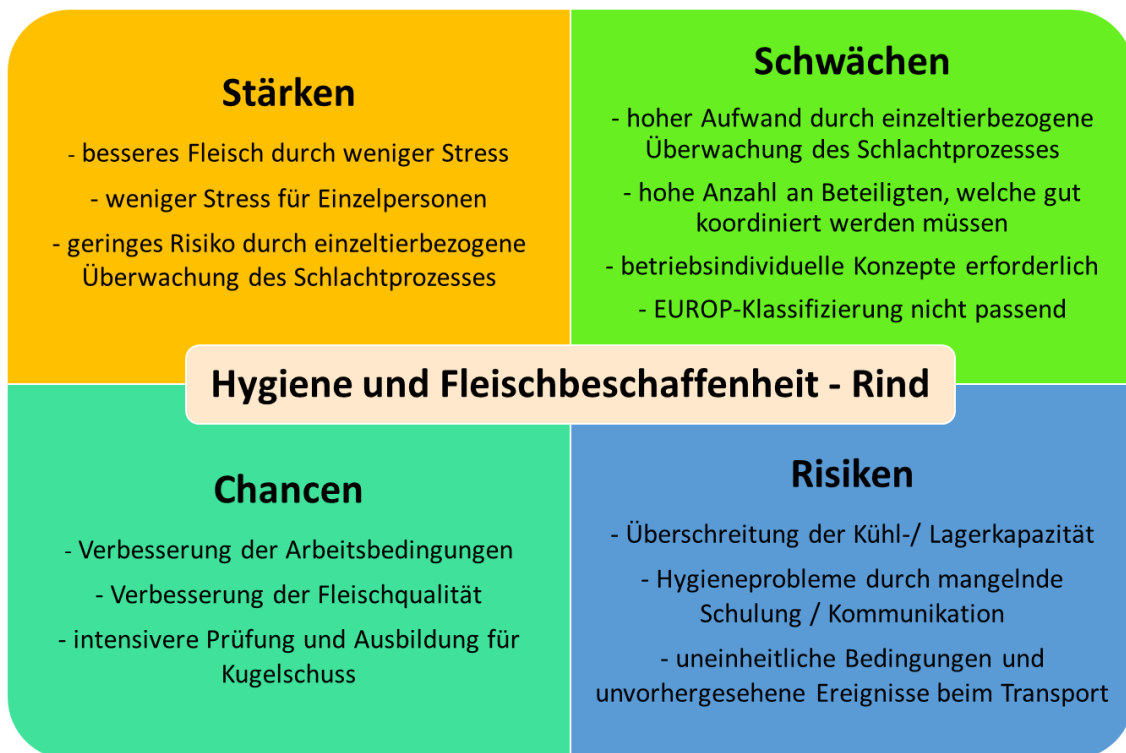 Stärken
- besseres Fleisch durch weniger Stress
- weniger Stress für Einzelpersonen
- geringes Risiko durch einzeltierbezogene
Überwachung des Schlachtprozesses
Schwächen
- hoher Aufwand durch einzeltierbezogene
Überwachung des Schlachtprozesses
- hohe Anzahl an Beteiligten, welche gut
koordiniert werden müssen
- betriebsindividuelle Konzepte erforderlich
- EUROP-Klassifizierung nicht passend
Hygiene und Fleischbeschaffenheit - Rind
Chancen
- Verbesserung der Arbeitsbedingungen
- Verbesserung der Fleischqualität
- intensivere Prüfung und Ausbildung für
Kugelschuss
Risiken
- Überschreitung der Kühl-/ Lagerkapazität
- Hygieneprobleme durch mangelnde
Schulung / Kommunikation
- uneinheitliche Bedingungen und
unvorhergesehene Ereignisse beim Transport